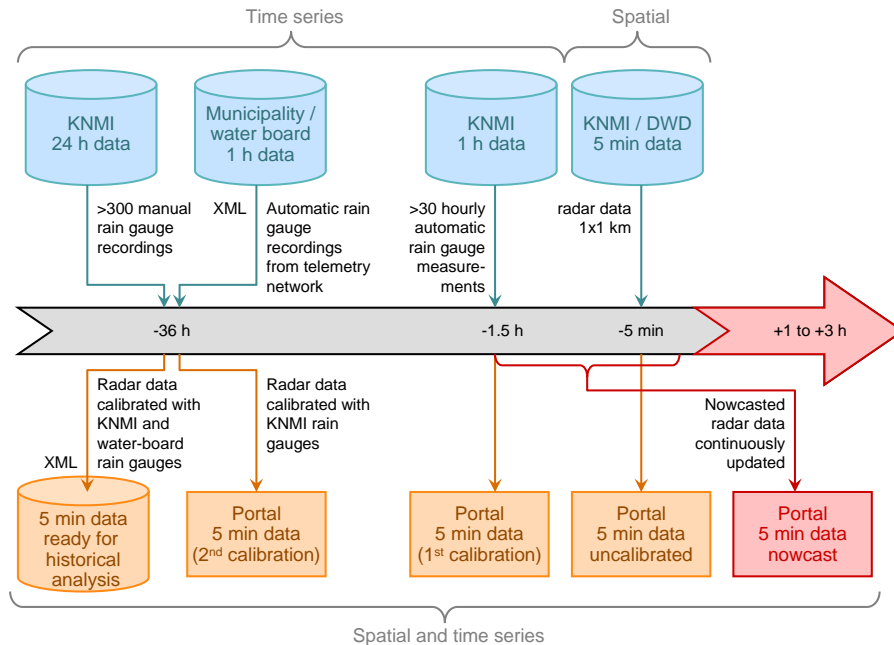 Time series
Spatial
KNMI
24 h data
Municipality /
water board
1 h data
KNMI
1 h data
KNMI / DWD
5 min data
>300 manual
rain gauge
recordings
XML
Automatic rain
gauge
recordings
from telemetry
network
>30 hourly
automatic
rain gauge
measure-
ments
radar data
1x1 km
-36 h
-1.5 h
-5 min
+1 to +3 h
Radar data
calibrated with
KNMI and
water-board
rain gauges
XML
Radar data
calibrated with
KNMI rain
gauges
Nowcasted
radar data
continuously
updated
5 min data
ready for
historical
analysis
Portal
5 min data
(2nd calibration)
Portal
5 min data
(1st calibration)
Portal
5 min data
uncalibrated
Portal
5 min data
nowcast
Spatial and time series